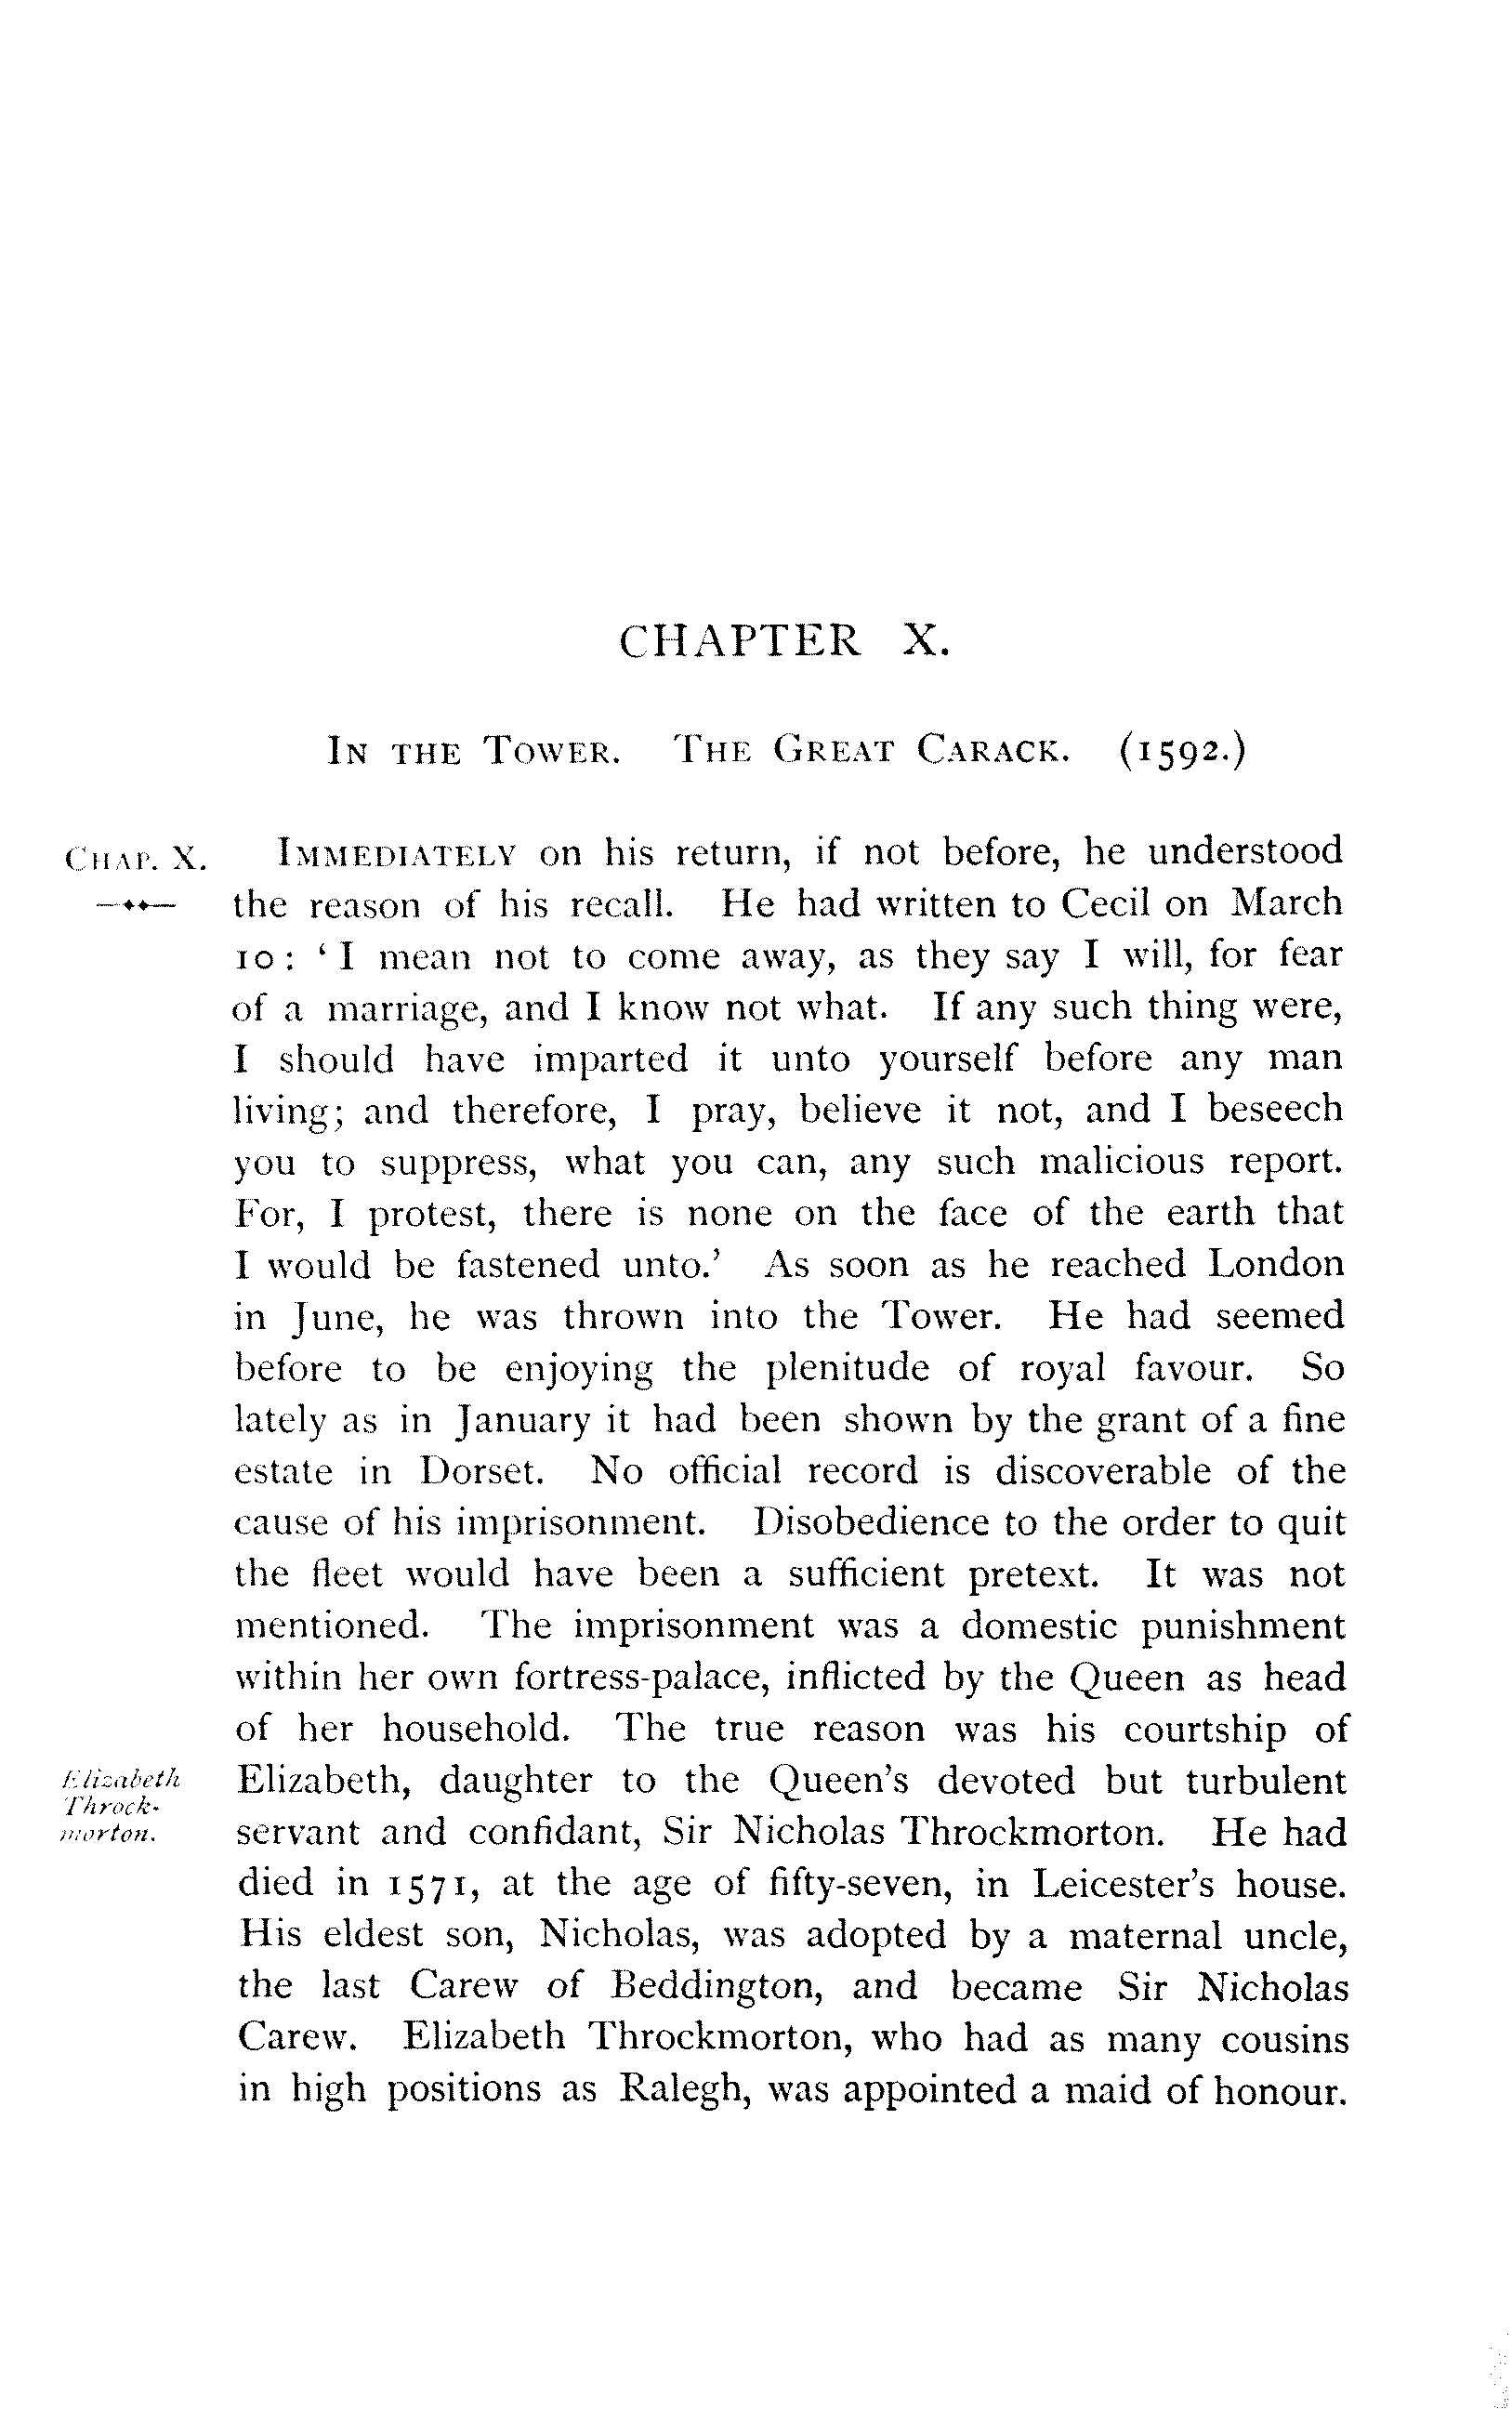 CHAPTER X.
IN THE TOWER. THE GREAT CARACK. (1592.)
CHAP. X.
IMMEDIATELY on his return, if not before, he understood
the reason of his recall. He had written to Cecil on March
10: ‘I mean not to come away, as they say I will, for fear
of a marriage, and I know not what. If any such thing were,
I should have imparted it unto yourself before any man
living; and therefore, I pray, believe it not, and I beseech
you to suppress, what you can, any such malicious report.
For, I protest, there is none on the face of the earth that
I would be fastened unto.’ As soon as he reached London
in June, he was thrown into the Tower. He had seemed
before to be enjoying the plenitude of royal favour. So
lately as in January it had been shown by the grant of a fine
estate in Dorset. No official record is discoverable of the
cause of his imprisonment. Disobedience to the order to quit
the fleet would have been a sufficient pretext. It was not
mentioned. The imprisonment was a domestic punishment
within her own fortress-palace, inflicted by the Queen as head
of her household. The true reason was his courtship of
Elizabeth
Throck-
morton.
Elizabeth, daughter to the Queen's devoted but turbulent
servant and confidant, Sir Nicholas Throckmorton. He had
died in 1571, at the age of fifty-seven, in Leicester's house.
His eldest son, Nicholas, was adopted by a maternal uncle,
the last Carew of Beddington, and became Sir Nicholas
Carew. Elizabeth Throckmorton, who had as many cousins
in high positions as Ralegh, was appointed a maid of honour.